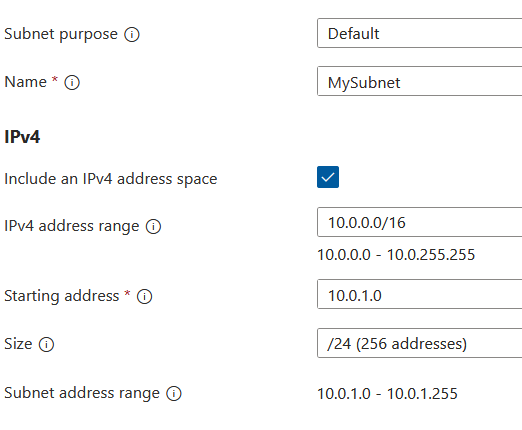 Subnet purpose Default
Name * MySubnet
IPv4
Include an IPv4 address space
IPv4 address range 10.0.0.0/16
10.0.0.0 - 10.0.255.255
Starting address * 10.0.1.0
Size /24 (256 addresses)
Subnet address range 10.0.1.0 - 10.0.1.255